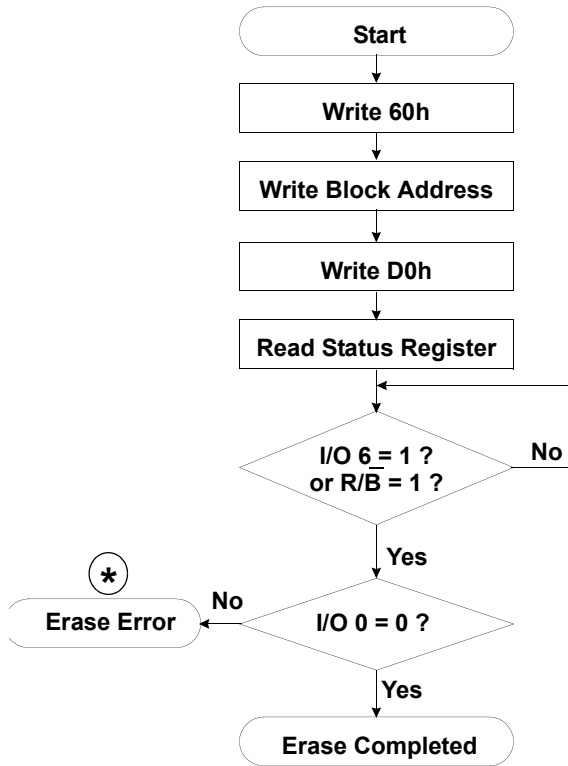 Start
Write 60h
Write Block Address
Write D0h
Read Status Register
I/O 6 = 1 ?
or R/B̅ = 1 ?
No
Yes
*
No
Erase Error
I/O 0 = 0 ?
Yes
Erase Completed